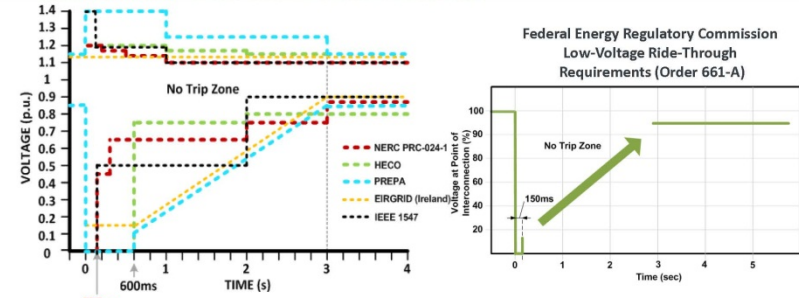 1.4
1.3
1.2
1.1
1
0.9
0.8
0.7
0.6
0.5
0.4
0.3
0.2
0.1
0
VOLTAGE (p.u.)
No Trip Zone
NERC PRC-024-1
HECO
PREPA
EIRGRID (Ireland)
IEEE 1547
0 1 2 3 4
600ms
TIME (s)
Federal Energy Regulatory Commission
Low-Voltage Ride-Through
Requirements (Order 661-A)
Voltage at Point of
Interconnection (%)
100
90
80
60
40
20
No Trip Zone
150ms
0 1 2 3 4 5
Time (sec)